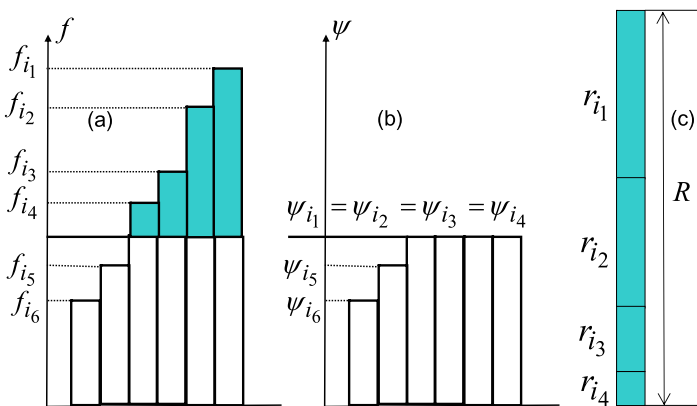 f
f_{i_1}
f_{i_2}
(a)
f_{i_3}
f_{i_4}
f_{i_5}
f_{i_6}
ψ
(b)
ψ_{i_1} = ψ_{i_2} = ψ_{i_3} = ψ_{i_4}
ψ_{i_5}
ψ_{i_6}
r_{i_1}
(c)
R
r_{i_2}
r_{i_3}
r_{i_4}